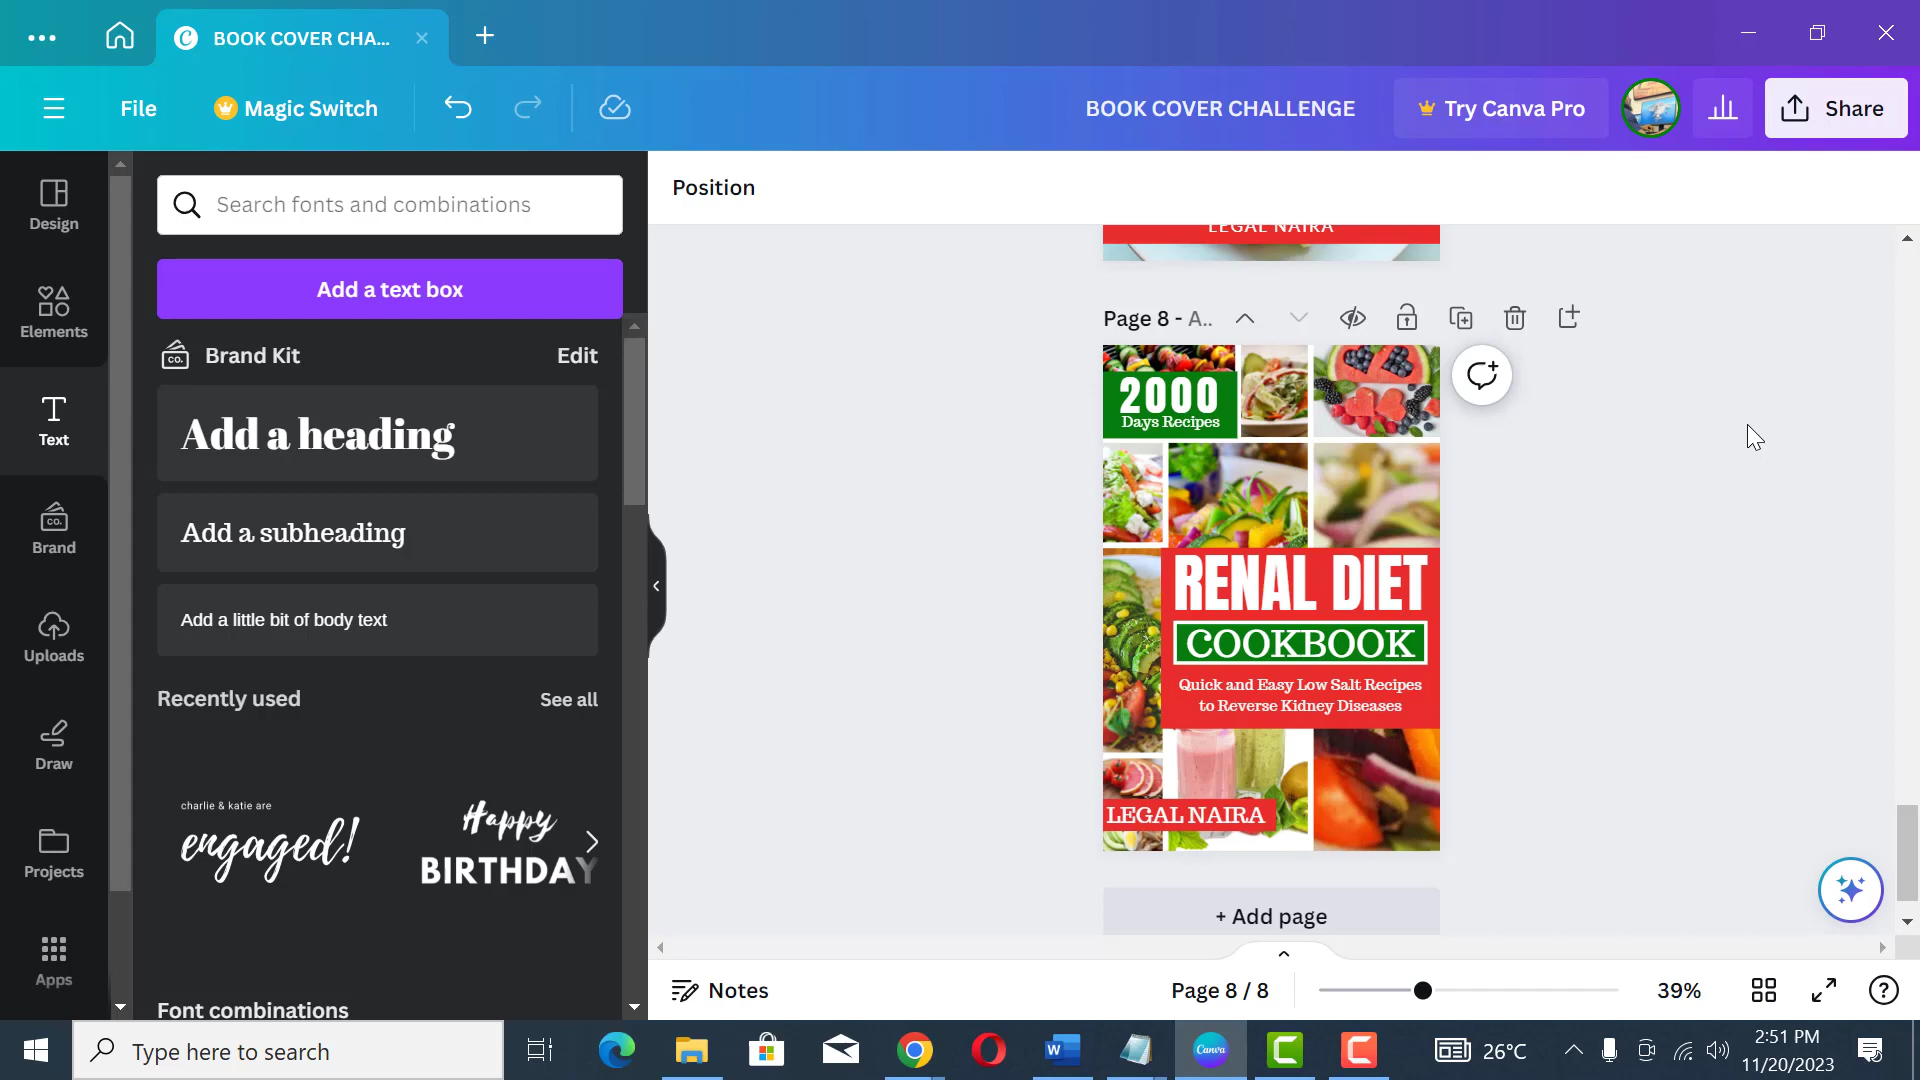 BOOK COVER CHA...
File
Magic Switch
BOOK COVER CHALLENGE
Try Canva Pro
Share
Design
Elements
Text
Brand
Uploads
Draw
Projects
Apps
Search fonts and combinations
Add a text box
CO.
Brand Kit
Edit
Add a heading
Add a subheading
Add a little bit of body text
Recently used
See all
charlie & katie are
engaged!
Happy
BIRTHDAY
Font combinations
Position
LEGAL NAIRA
Page 8 - A...
2000
Days Recipes
RENAL DIET
COOKBOOK
Quick and Easy Low Salt Recipes
to Reverse Kidney Diseases
LEGAL NAIRA
+ Add page
Notes
Page 8 / 8
39%
Type here to search
Canva
26°C
2:51 PM
11/20/2023